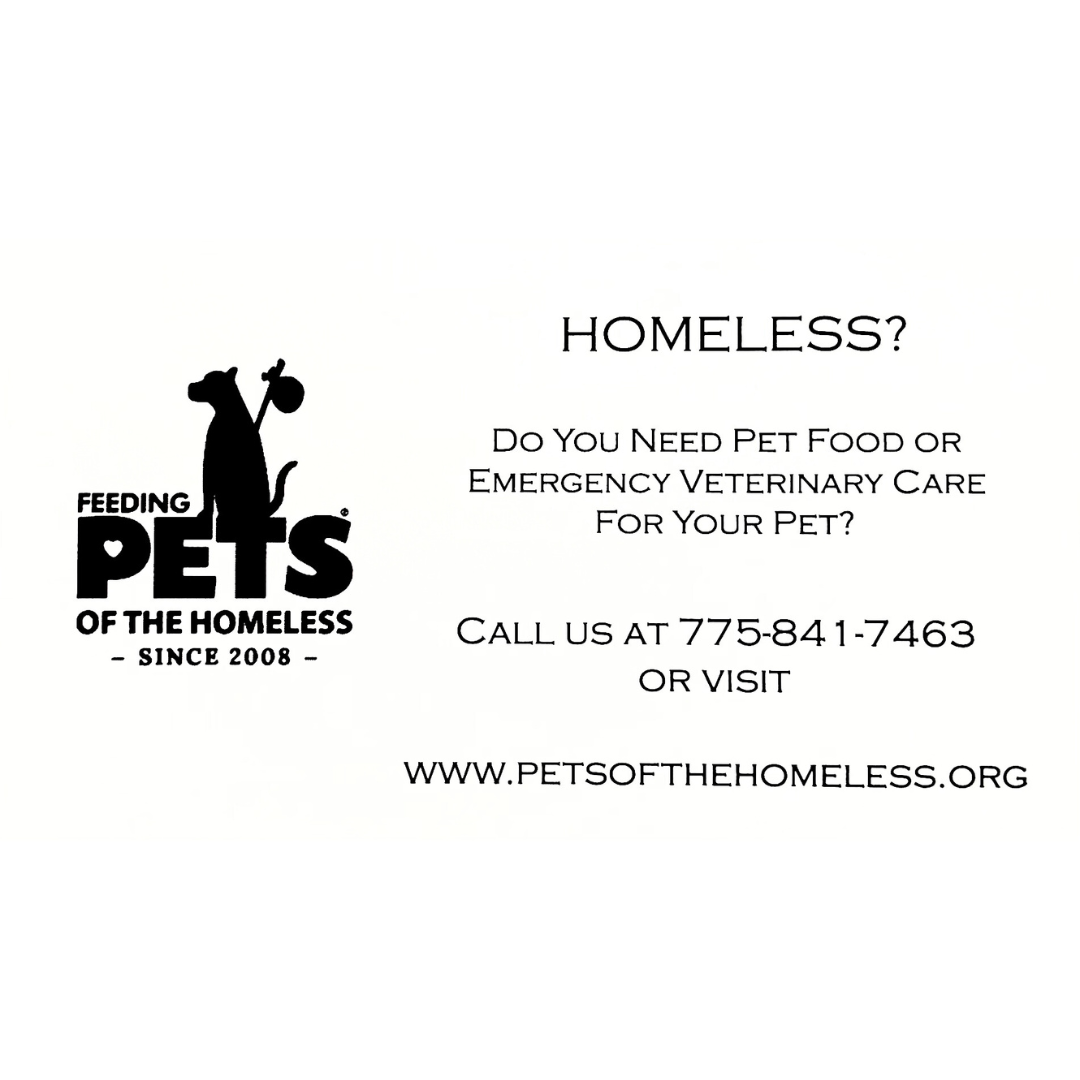 FEEDING
PETS®
OF THE HOMELESS
– SINCE 2008 –
HOMELESS?
DO YOU NEED PET FOOD OR
EMERGENCY VETERINARY CARE
FOR YOUR PET?
CALL US AT 775-841-7463
OR VISIT
WWW.PETSOFTHEHOMELESS.ORG